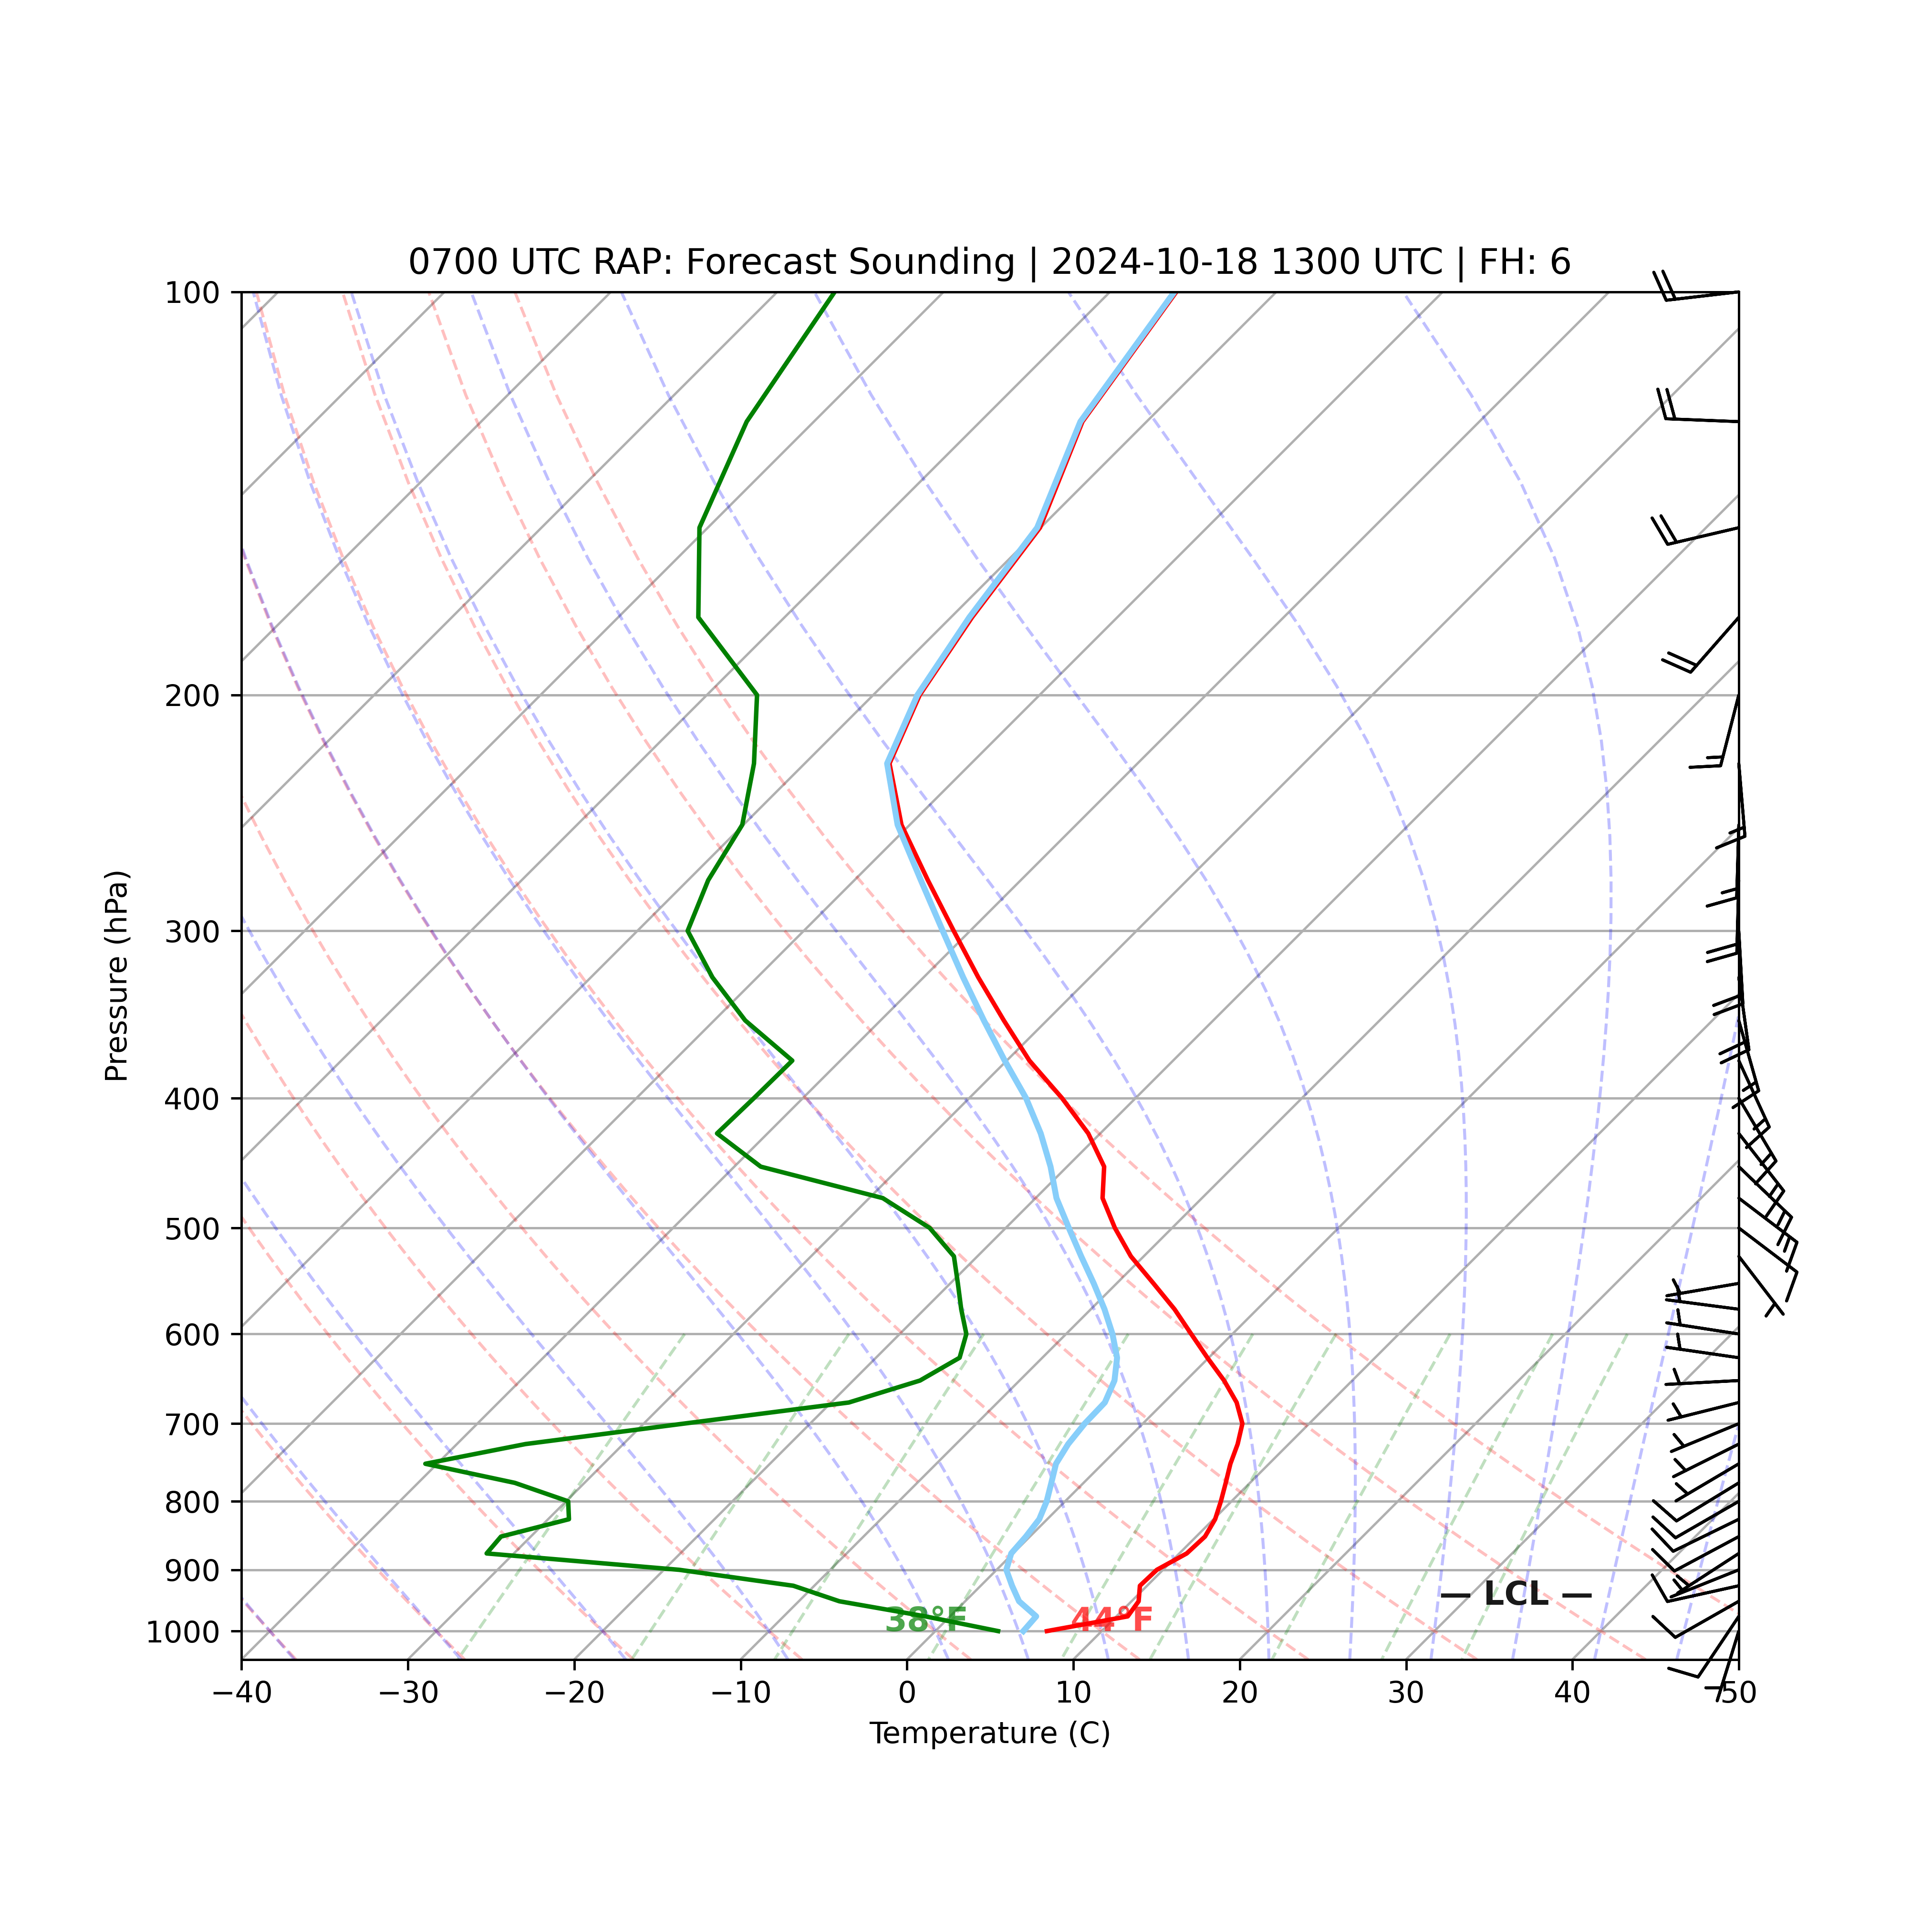 0700 UTC RAP: Forecast Sounding | 2024-10-18 1300 UTC | FH: 6
100
200
300
400
500
600
700
800
900
1000
Pressure (hPa)
— LCL —
38°F 44°F
−40 −30 −20 −10 0 10 20 30 40 50
Temperature (C)